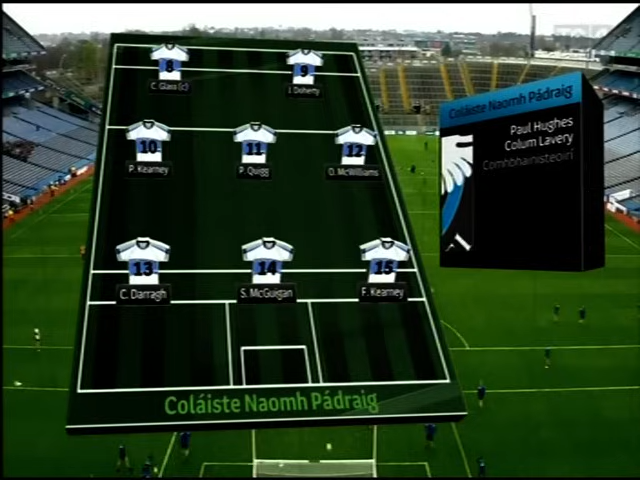 8
9
C. Glass (c)
J. Doherty
10
11
12
P. Kearney
P. Quigg
O. McWilliams
13
14
15
C. Darragh
S. McGuigan
F. Kearney
Coláiste Naomh Pádraig
Coláiste Naomh Pádraig
Paul Hughes
Colum Lavery
Comhbhainisteoirí